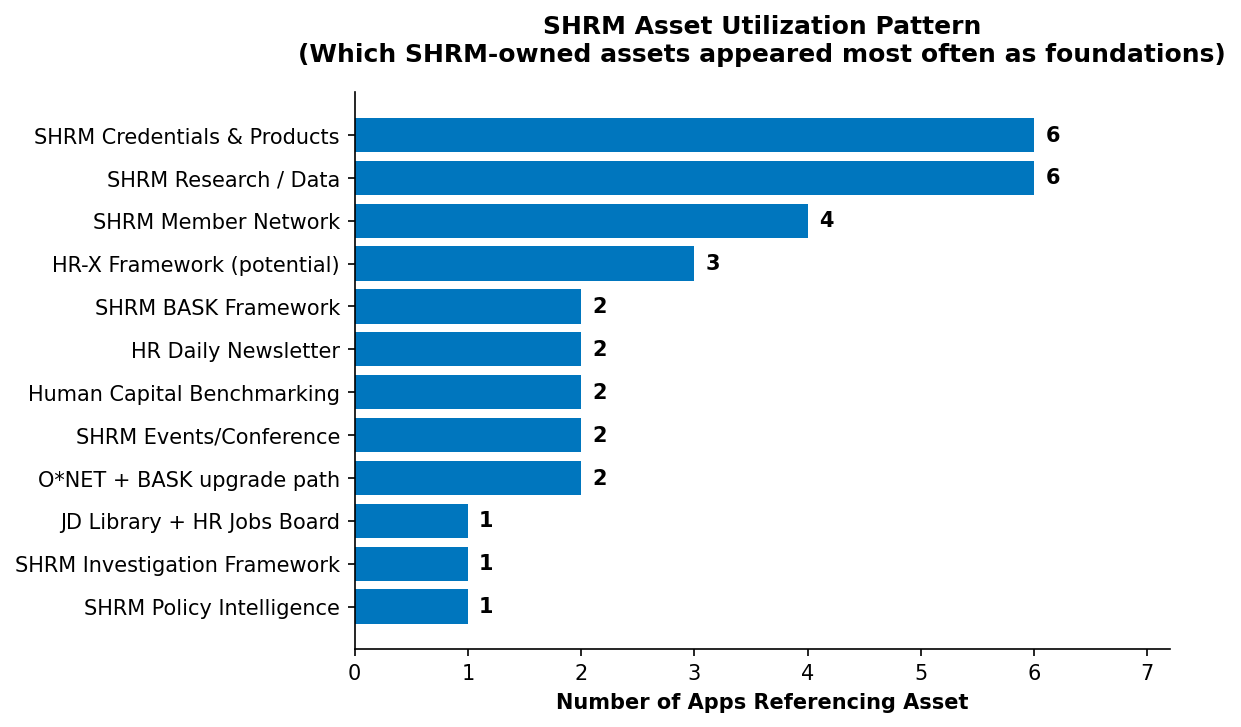 SHRM Asset Utilization Pattern
(Which SHRM-owned assets appeared most often as foundations)
SHRM Credentials & Products 6
SHRM Research / Data 6
SHRM Member Network 4
HR-X Framework (potential) 3
SHRM BASK Framework 2
HR Daily Newsletter 2
Human Capital Benchmarking 2
SHRM Events/Conference 2
O*NET + BASK upgrade path 2
JD Library + HR Jobs Board 1
SHRM Investigation Framework 1
SHRM Policy Intelligence 1
0 1 2 3 4 5 6 7
Number of Apps Referencing Asset